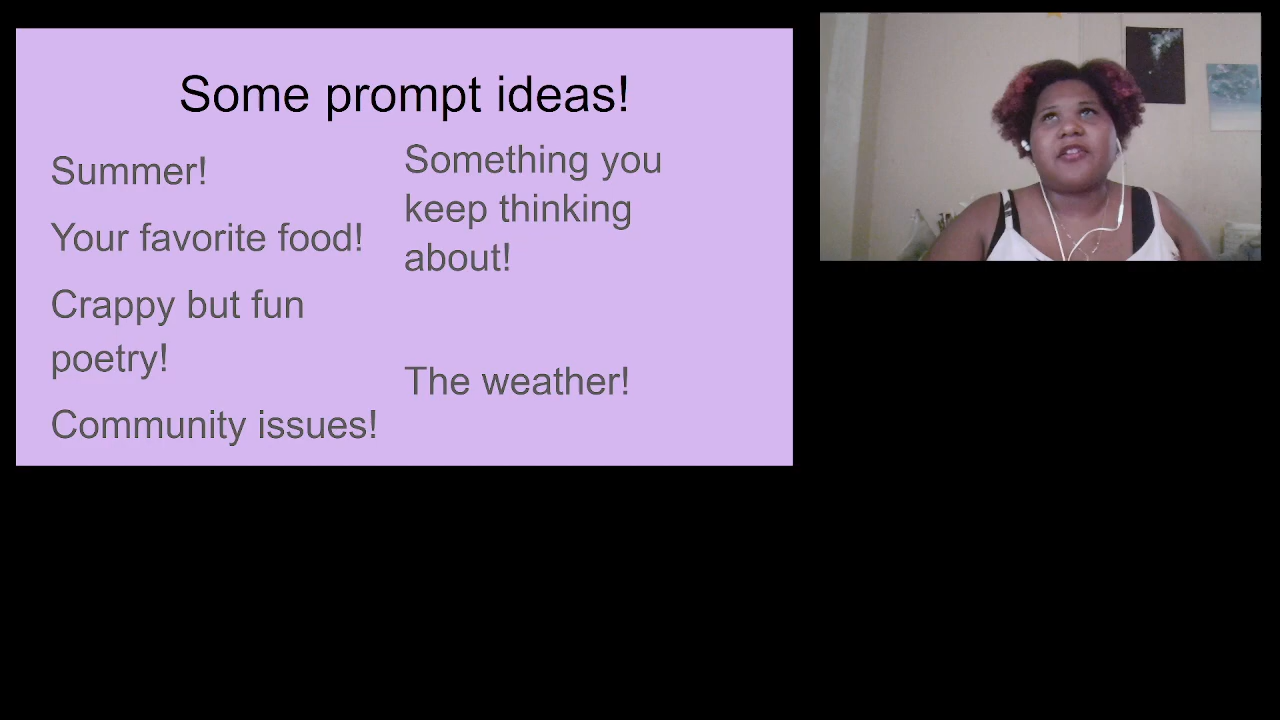 Some prompt ideas!
Summer!
Your favorite food!
Crappy but fun
poetry!
Community issues!
Something you
keep thinking
about!
The weather!